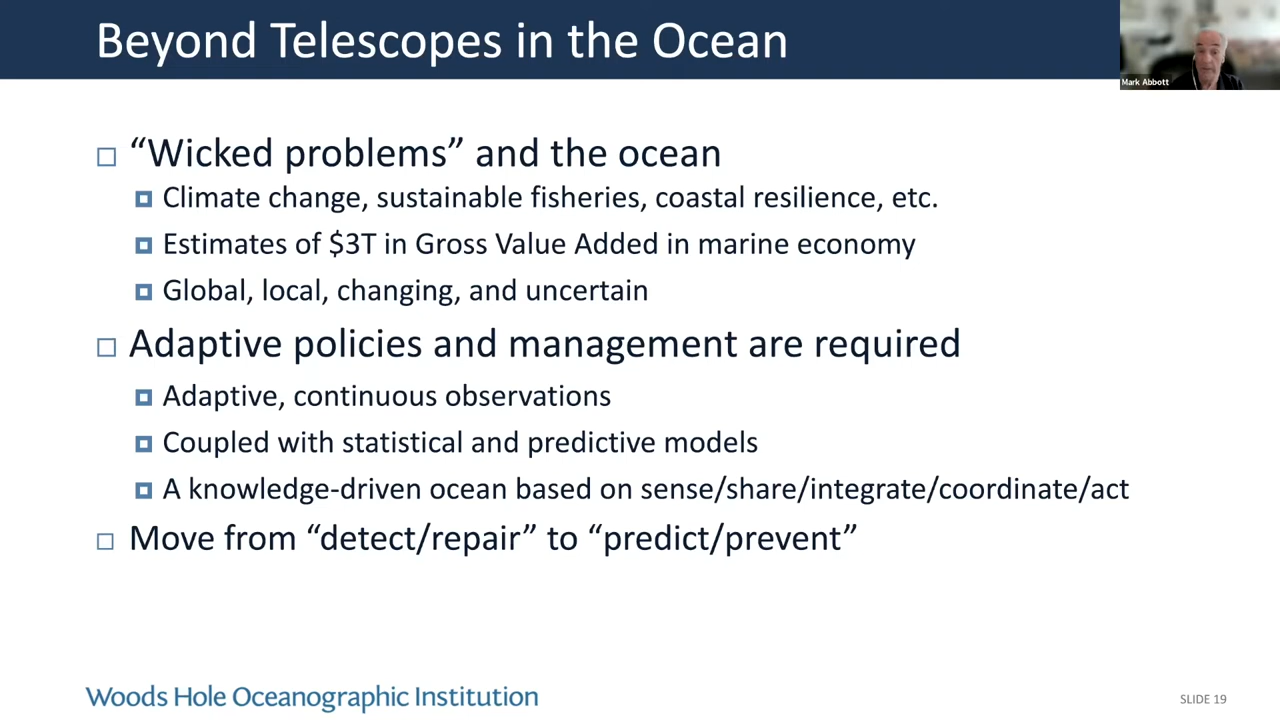 Beyond Telescopes in the Ocean
Mark Abbott
“Wicked problems” and the ocean
Climate change, sustainable fisheries, coastal resilience, etc.
Estimates of $3T in Gross Value Added in marine economy
Global, local, changing, and uncertain
Adaptive policies and management are required
Adaptive, continuous observations
Coupled with statistical and predictive models
A knowledge-driven ocean based on sense/share/integrate/coordinate/act
Move from “detect/repair” to “predict/prevent”
Woods Hole Oceanographic Institution
SLIDE 19